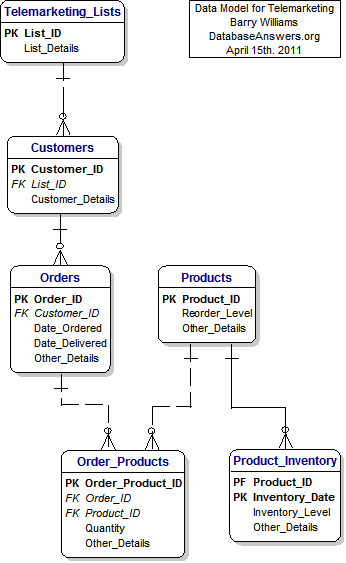 Telemarketing_Lists
PK List_ID
List_Details
Data Model for Telemarketing
Barry Williams
DatabaseAnswers.org
April 15th. 2011
Customers
PK Customer_ID
FK List_ID
Customer_Details
Orders
PK Order_ID
FK Customer_ID
Date_Ordered
Date_Delivered
Other_Details
Products
PK Product_ID
Reorder_Level
Other_Details
Order_Products
PK Order_Product_ID
FK Order_ID
FK Product_ID
Quantity
Other_Details
Product_Inventory
PF Product_ID
PK Inventory_Date
Inventory_Level
Other_Details